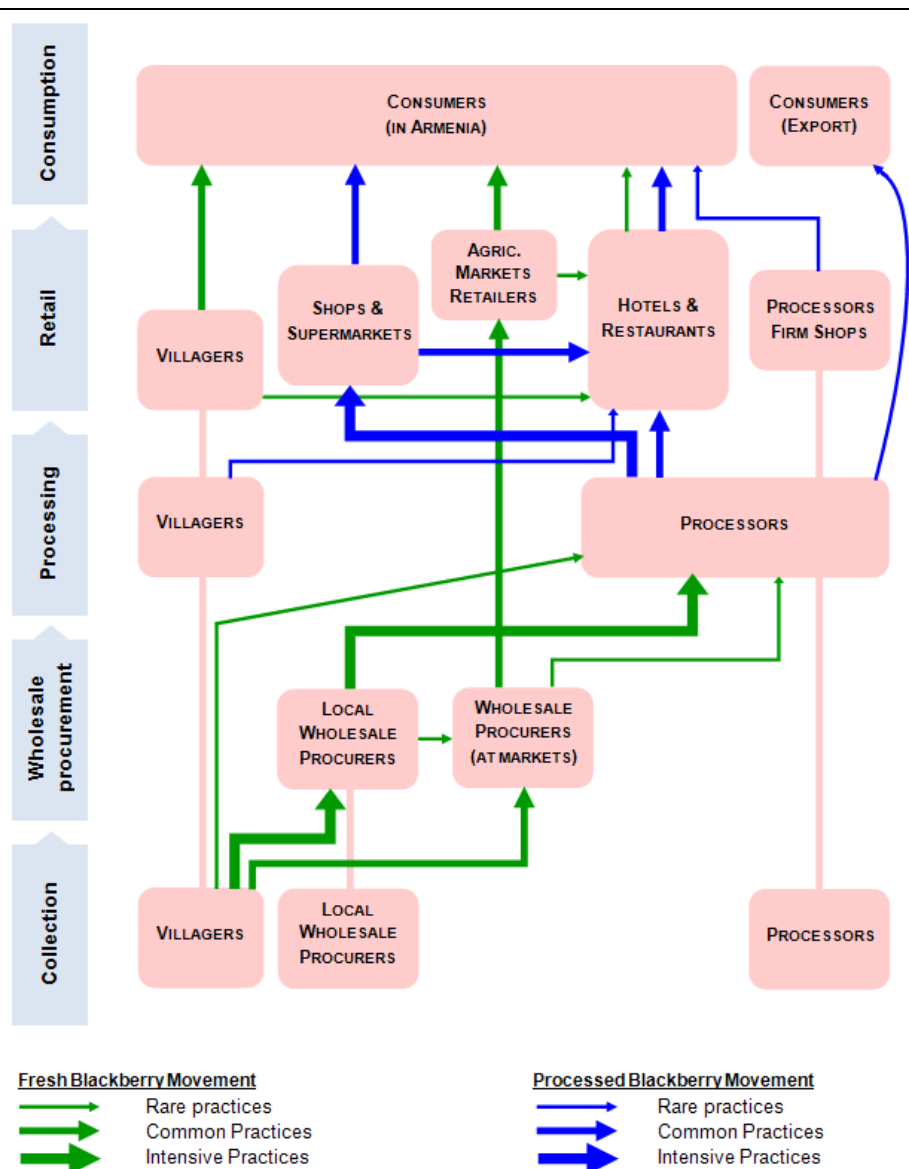 Consumption
CONSUMERS
(IN ARMENIA)
CONSUMERS
(EXPORT)
Retail
AGRIC.
MARKETS
RETAILERS
SHOPS &
SUPERMARKETS
HOTELS &
RESTAURANTS
PROCESSORS
FIRM SHOPS
VILLAGERS
Processing
VILLAGERS
PROCESSORS
Wholesale
procurement
LOCAL
WHOLESALE
PROCURERS
WHOLESALE
PROCURERS
(AT MARKETS)
Collection
VILLAGERS
LOCAL
WHOLESALE
PROCURERS
PROCESSORS
Fresh Blackberry Movement
Rare practices
Common Practices
Intensive Practices
Processed Blackberry Movement
Rare practices
Common Practices
Intensive Practices